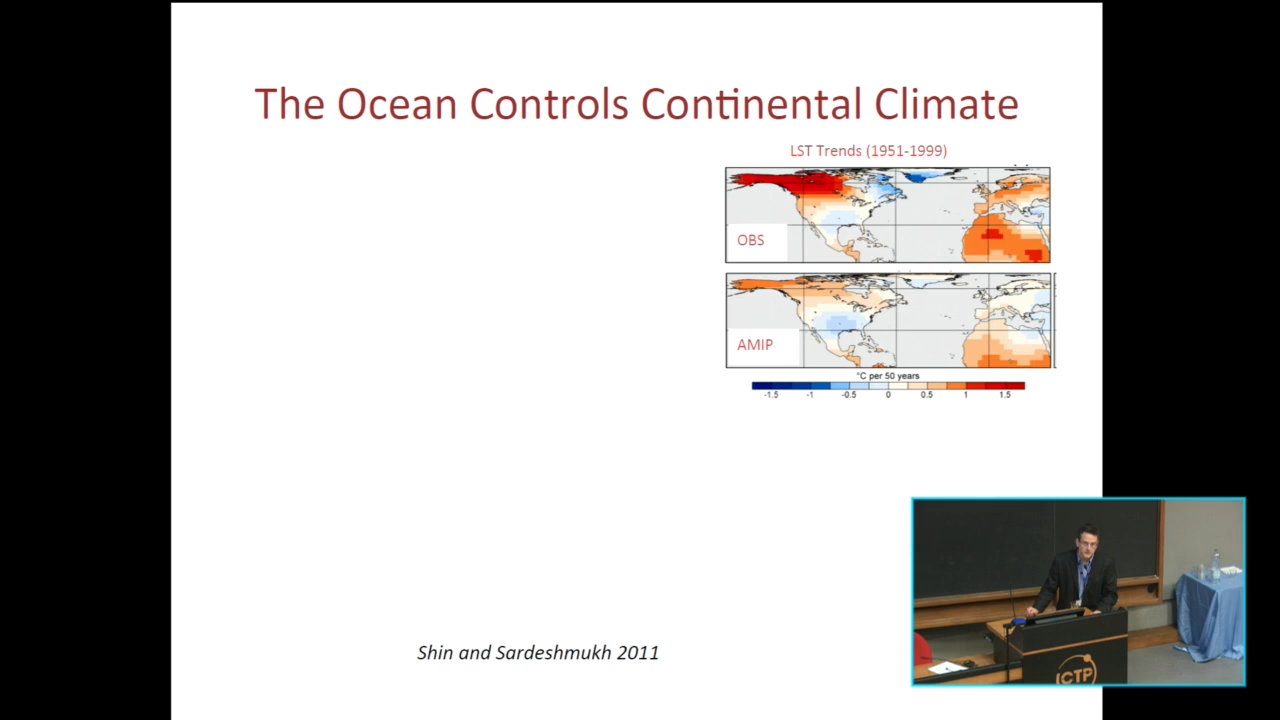 The Ocean Controls Continental Climate
LST Trends (1951-1999)
OBS
AMIP
°C per 50 years
-1.5 -1 -0.5 0 0.5 1 1.5
Shin and Sardeshmukh 2011
ICTP